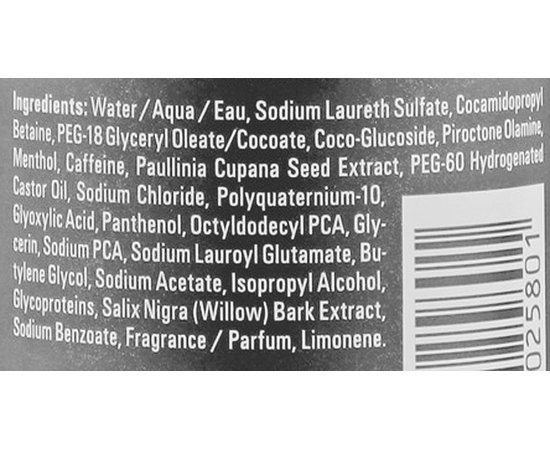 Ingredients: Water/Aqua/Eau, Sodium Laureth Sulfate, Cocamidopropyl
Betaine, PEG-18 Glyceryl Oleate/Cocoate, Coco-Glucoside, Piroctone Olamine,
Menthol, Caffeine, Paullinia Cupana Seed Extract, PEG-60 Hydrogenated
Castor Oil, Sodium Chloride, Polyquaternium-10,
Glyoxylic Acid, Panthenol, Octyldodecyl PCA, Gly-
cerin, Sodium PCA, Sodium Lauroyl Glutamate, Bu-
tylene Glycol, Sodium Acetate, Isopropyl Alcohol,
Glycoproteins, Salix Nigra (Willow) Bark Extract,
Sodium Benzoate, Fragrance / Parfum, Limonene.
025801